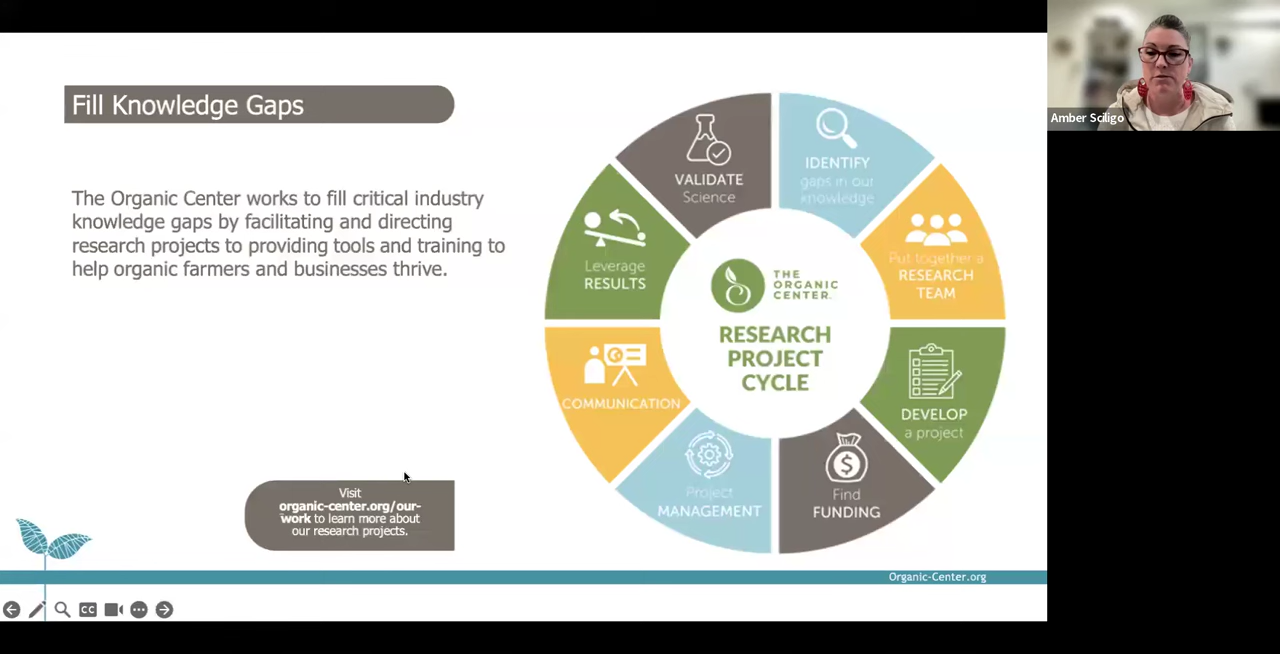 Fill Knowledge Gaps
The Organic Center works to fill critical industry
knowledge gaps by facilitating and directing
research projects to providing tools and training to
help organic farmers and businesses thrive.
Visit
organic-center.org/our-
work to learn more about
our research projects.
VALIDATE
Science
IDENTIFY
gaps in our
knowledge
Put together a
RESEARCH
TEAM
DEVELOP
a project
Find
FUNDING
Project
MANAGEMENT
COMMUNICATION
Leverage
RESULTS
THE
ORGANIC
CENTER
RESEARCH
PROJECT
CYCLE
Organic-Center.org
CC
Amber Sciligo